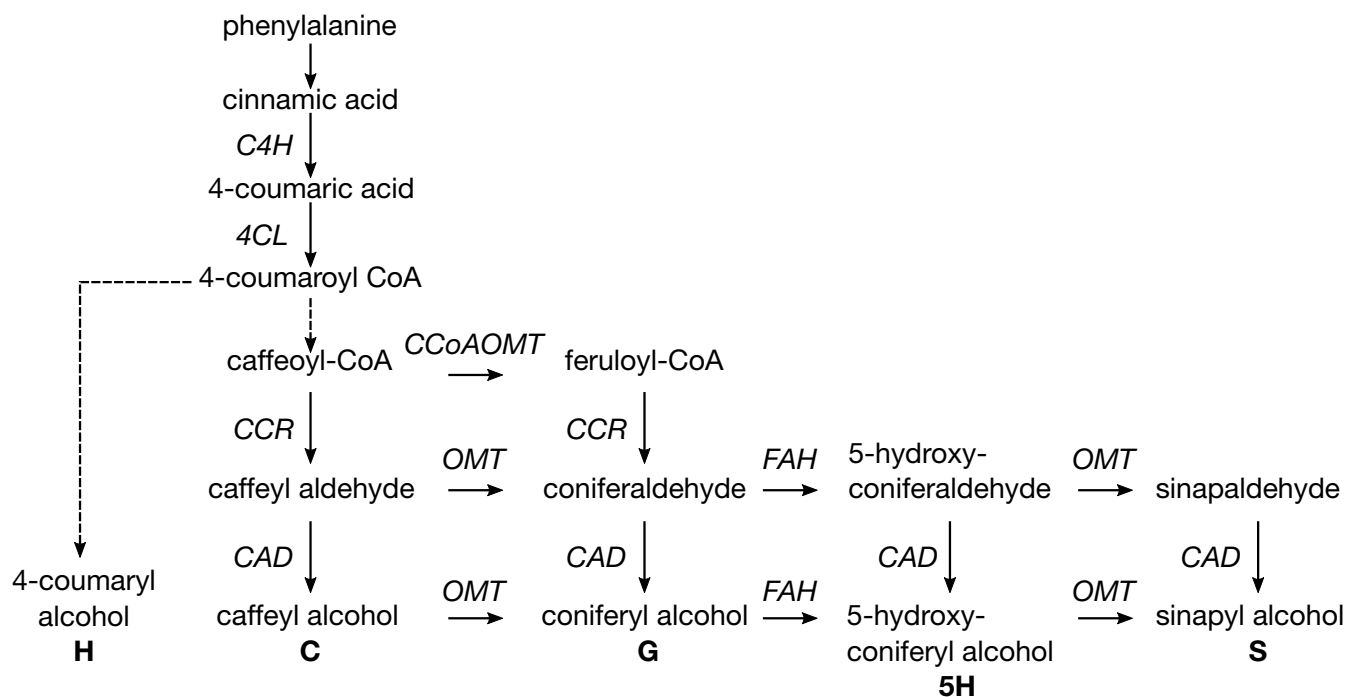 phenylalanine
cinnamic acid
C4H
4-coumaric acid
4CL
4-coumaroyl CoA
caffeoyl-CoA
CCoAOMT
feruloyl-CoA
CCR
CCR
caffeyl aldehyde
OMT
coniferaldehyde
FAH
5-hydroxy-
coniferaldehyde
OMT
sinapaldehyde
CAD
CAD
CAD
CAD
4-coumaryl
alcohol
H
caffeyl alcohol
C
OMT
coniferyl alcohol
G
FAH
5-hydroxy-
coniferyl alcohol
5H
OMT
sinapyl alcohol
S